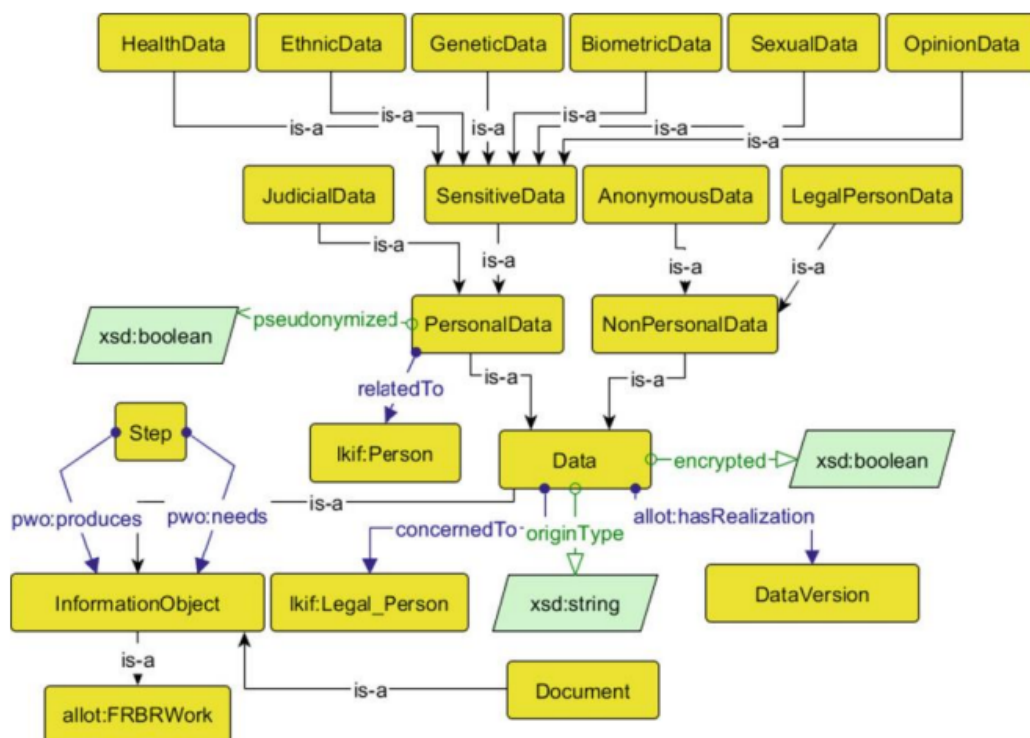 HealthData
EthnicData
GeneticData
BiometricData
SexualData
OpinionData
is-a
is-a
is-a
is-a
is-a
is-a
JudicialData
SensitiveData
AnonymousData
LegalPersonData
is-a
is-a
is-a
is-a
xsd:boolean
pseudonymized
PersonalData
NonPersonalData
is-a
is-a
relatedTo
Step
lkif:Person
Data
encrypted
xsd:boolean
is-a
pwo:produces
pwo:needs
concernedTo
originType
allot:hasRealization
InformationObject
lkif:Legal_Person
xsd:string
DataVersion
is-a
is-a
Document
allot:FRBRWork